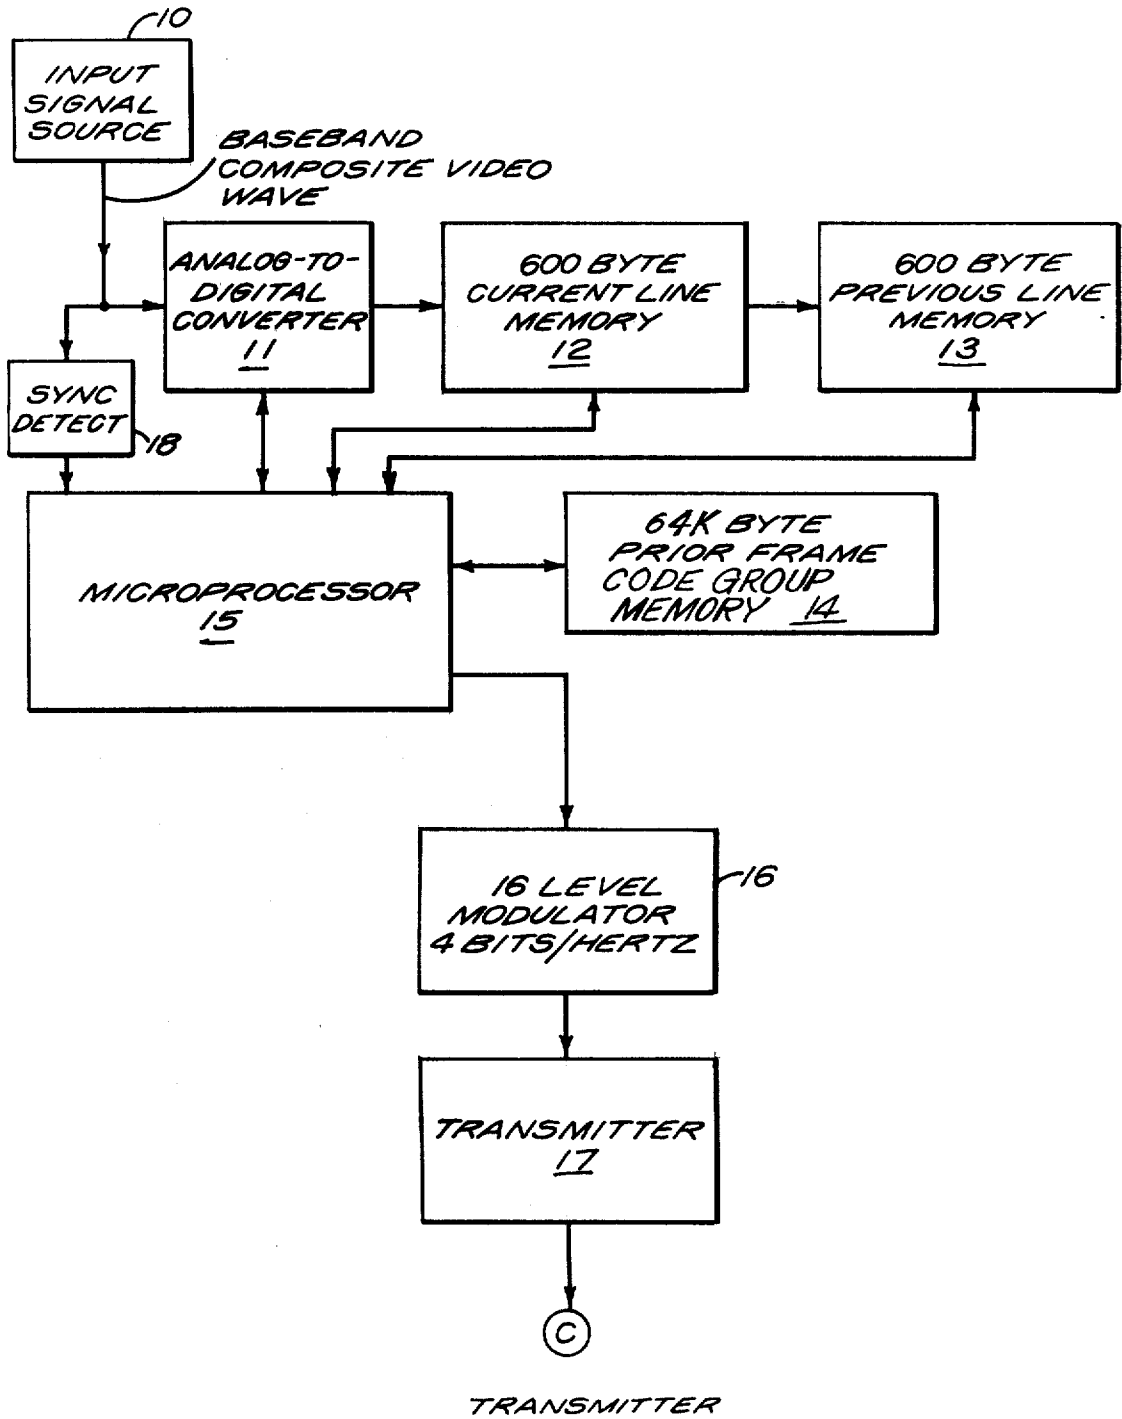 10
INPUT
SIGNAL
SOURCE
BASEBAND
COMPOSITE VIDEO
WAVE
ANALOG-TO-
DIGITAL
CONVERTER
11
600 BYTE
CURRENT LINE
MEMORY
12
600 BYTE
PREVIOUS LINE
MEMORY
13
SYNC
DETECT
18
MICROPROCESSOR
15
64K BYTE
PRIOR FRAME
CODE GROUP
MEMORY 14
16 LEVEL
MODULATOR
4 BITS/HERTZ
16
TRANSMITTER
17
C
TRANSMITTER